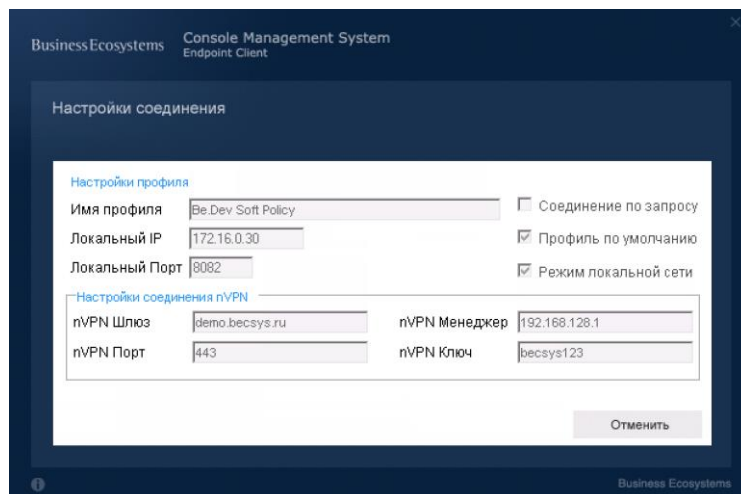 Business Ecosystems
Console Management System
Endpoint Client
Настройки соединения
Настройки профиля
Имя профиля Be.Dev Soft Policy
Соединение по запросу
Локальный IP 172.16.0.30
Профиль по умолчанию
Локальный Порт 8082
Режим локальной сети
Настройки соединения nVPN
nVPN Шлюз demo.becsys.ru nVPN Менеджер 192.168.128.1
nVPN Порт 443 nVPN Ключ becsys123
Отменить
Business Ecosystems